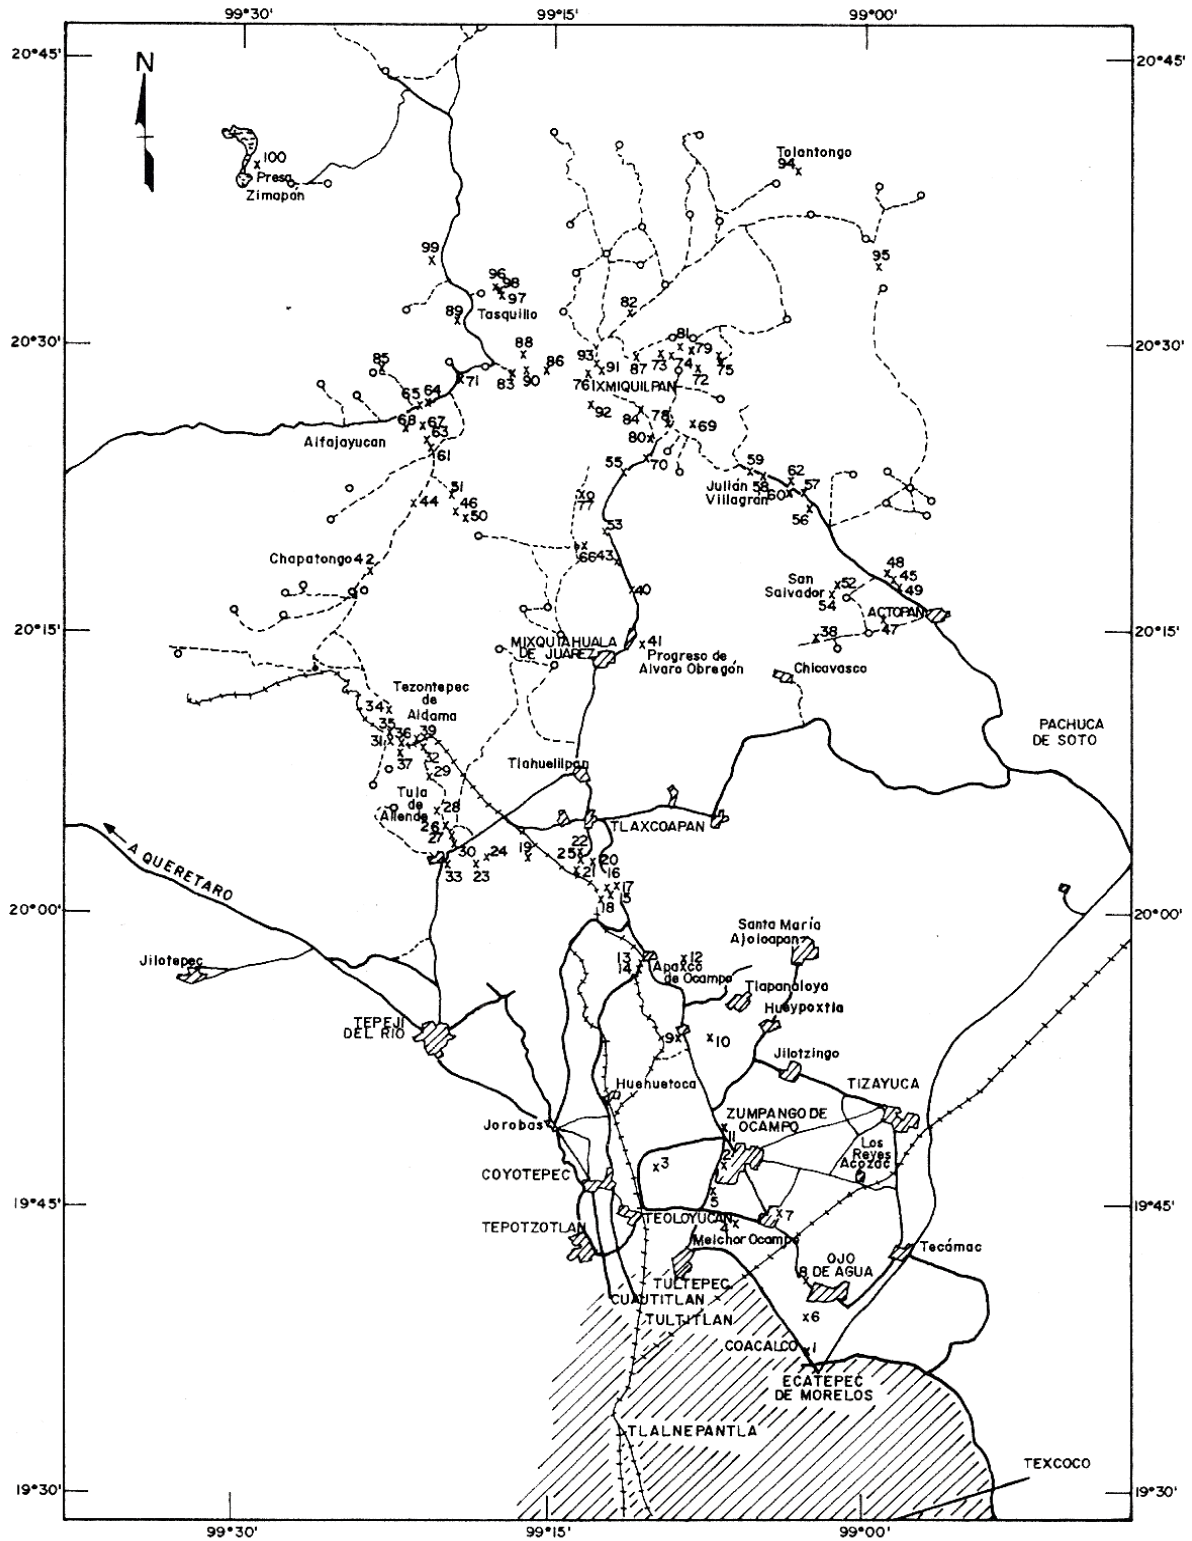 99°30'
99°15'
99°00'
20°45'
20°45'
N
100
Presa
Zimapán
Tolantongo
94
95
99
96
98
97
Tasquillo
89
82
20°30'
20°30'
88
86
85
83
90
71
93
91
76
IXMIQUILPAN
87
73
81
79
74
72
75
65
64
68
67
63
61
Alfajayucan
92
84
78
69
80
70
55
59
58
62
60
57
56
Julián
Villagrán
51
44
46
50
77
53
66
43
40
Chapatongo 42
48
45
49
San
Salvador
52
54
ACTOPAN
47
38
20°15'
20°15'
MIXQUIAHUALA
DE JUAREZ
41
Progreso de
Alvaro Obregón
Chicavasco
Tezontepec
de
Aldama
34
35
36
39
31
37
32
29
PACHUCA
DE SOTO
Tlahuelilpan
Tula
de
Allende
28
26
27
TLAXCOAPAN
30
24
19
33
23
22
25
20
21
16
17
15
18
A QUERETARO
20°00'
20°00'
Jilotepec
Santa María
Ajoloapan
13
14
12
Apaxco
de Ocampo
Tlapanaloya
Hueypoxtla
TEPEJI
DEL RIO
9
10
Jilotzingo
Huehuetoca
TIZAYUCA
Jorobas
ZUMPANGO DE
OCAMPO
11
2
3
Los
Reyes
Acozac
COYOTEPEC
5
19°45'
19°45'
TEPOTZOTLAN
TEOLOYUCAN
4
7
Melchor Ocampo
Tecámac
OJO
8 DE AGUA
TULTEPEC
CUAUTITLAN
TULTITLAN
6
COACALCO
1
ECATEPEC
DE MORELOS
TLALNEPANTLA
TEXCOCO
19°30'
19°30'
99°30'
99°15'
99°00'